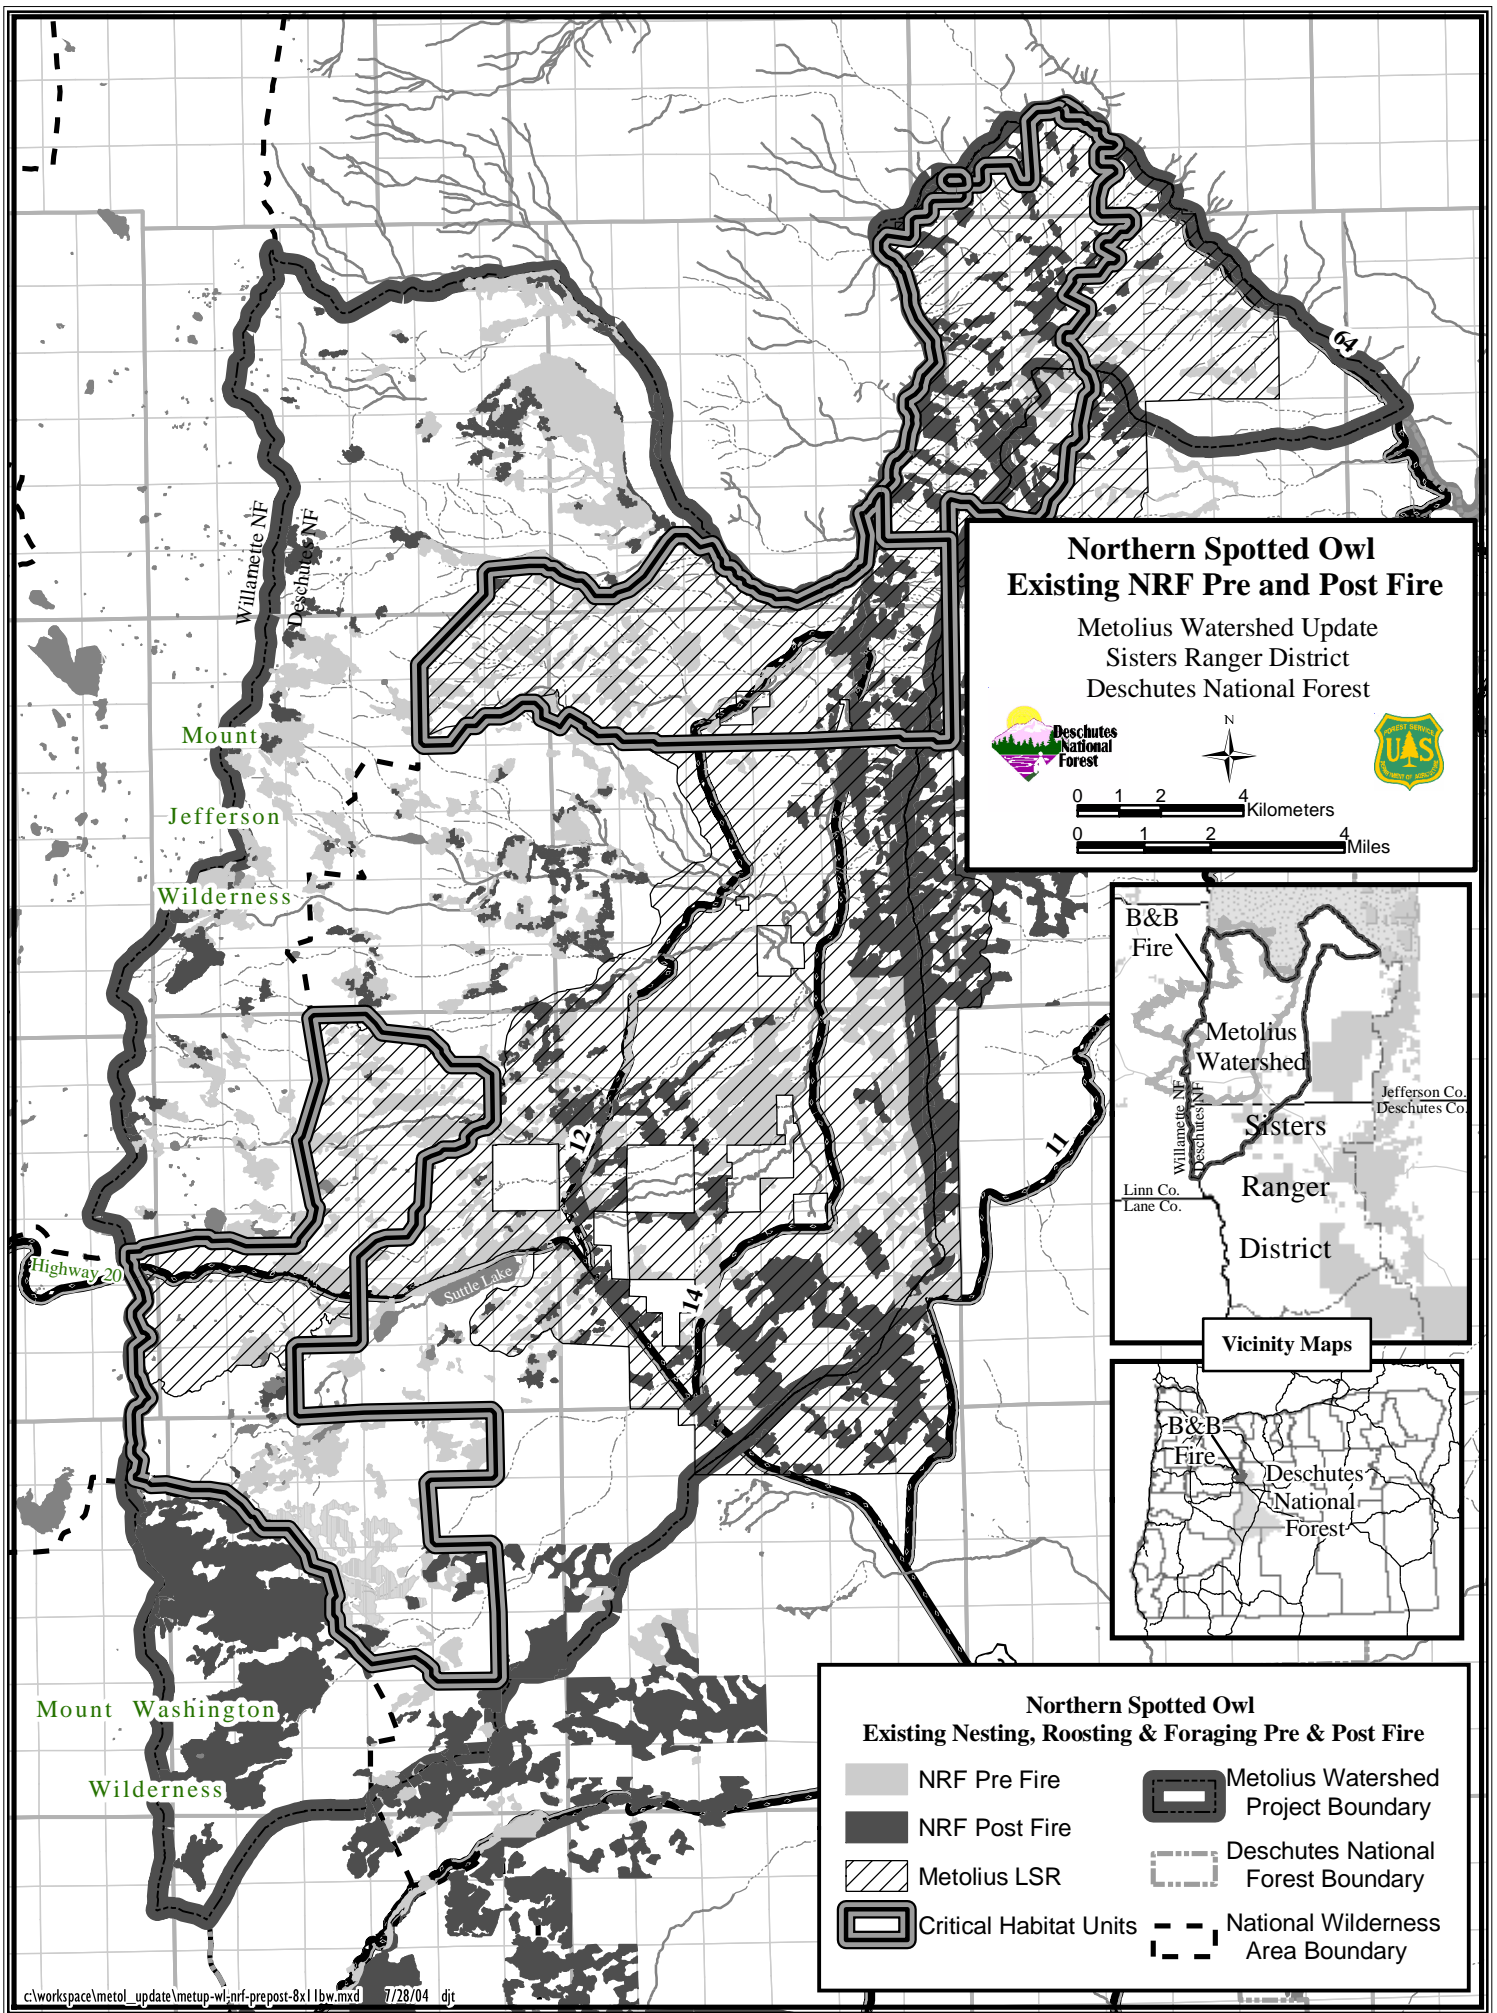 64
Willamette NF
Deschutes NF
Northern Spotted Owl
Existing NRF Pre and Post Fire
Metolius Watershed Update
Sisters Ranger District
Deschutes National Forest
Deschutes
National
Forest
N
FOREST SERVICE
U S
DEPARTMENT OF AGRICULTURE
0 1 2 4
Kilometers
0 1 2 4
Miles
Mount
Jefferson
Wilderness
B&B
Fire
Metolius
Watershed
Willamette NF
Deschutes NF
Jefferson Co.
Deschutes Co.
Sisters
Linn Co.
Lane Co.
Ranger
District
12
11
Highway 20
Suttle Lake
14
Vicinity Maps
B&B
Fire
Deschutes
National
Forest
Mount Washington
Wilderness
Northern Spotted Owl
Existing Nesting, Roosting & Foraging Pre & Post Fire
NRF Pre Fire
NRF Post Fire
Metolius LSR
Critical Habitat Units
Metolius Watershed
Project Boundary
Deschutes National
Forest Boundary
National Wilderness
Area Boundary
c:\workspace\metol_update\metup-wl-nrf-prepost-8x11bw.mxd 7/28/04 djt